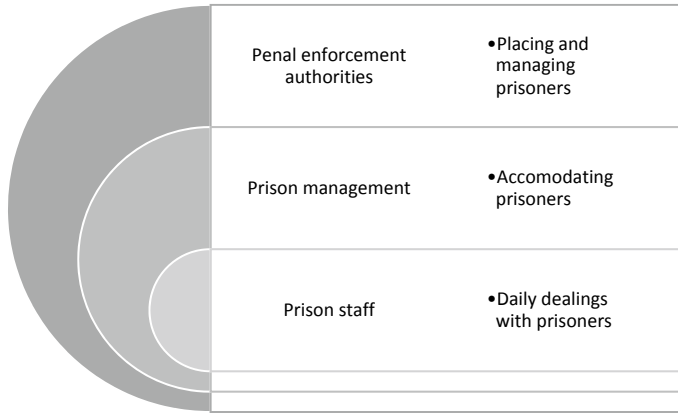 Penal enforcement
authorities
•Placing and
managing
prisoners
Prison management
•Accomodating
prisoners
Prison staff
•Daily dealings
with prisoners